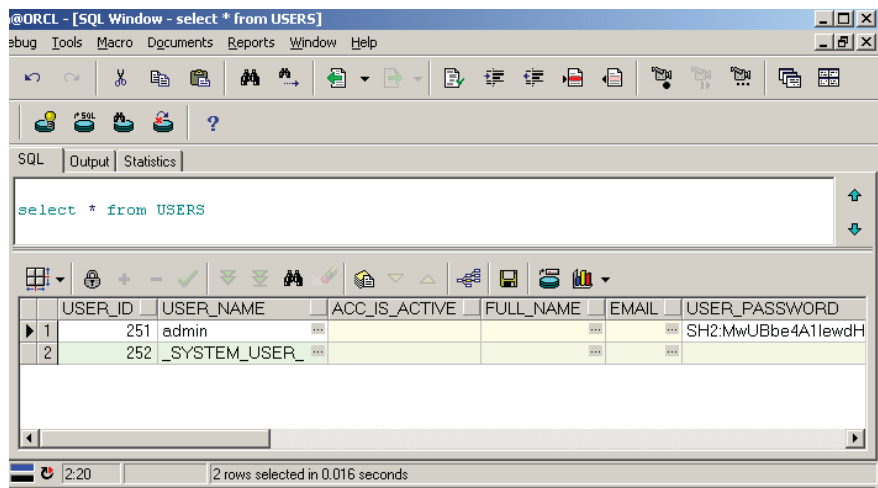 @ORCL - [SQL Window - select * from USERS]
ebug Tools Macro Documents Reports Window Help
SQL
?
SQL Output Statistics
select * from USERS
USER_ID USER_NAME ACC_IS_ACTIVE FULL_NAME EMAIL USER_PASSWORD
1 251 admin SH2:MwUBbe4A1IewdH
2 252 _SYSTEM_USER_
2:20 2 rows selected in 0.016 seconds